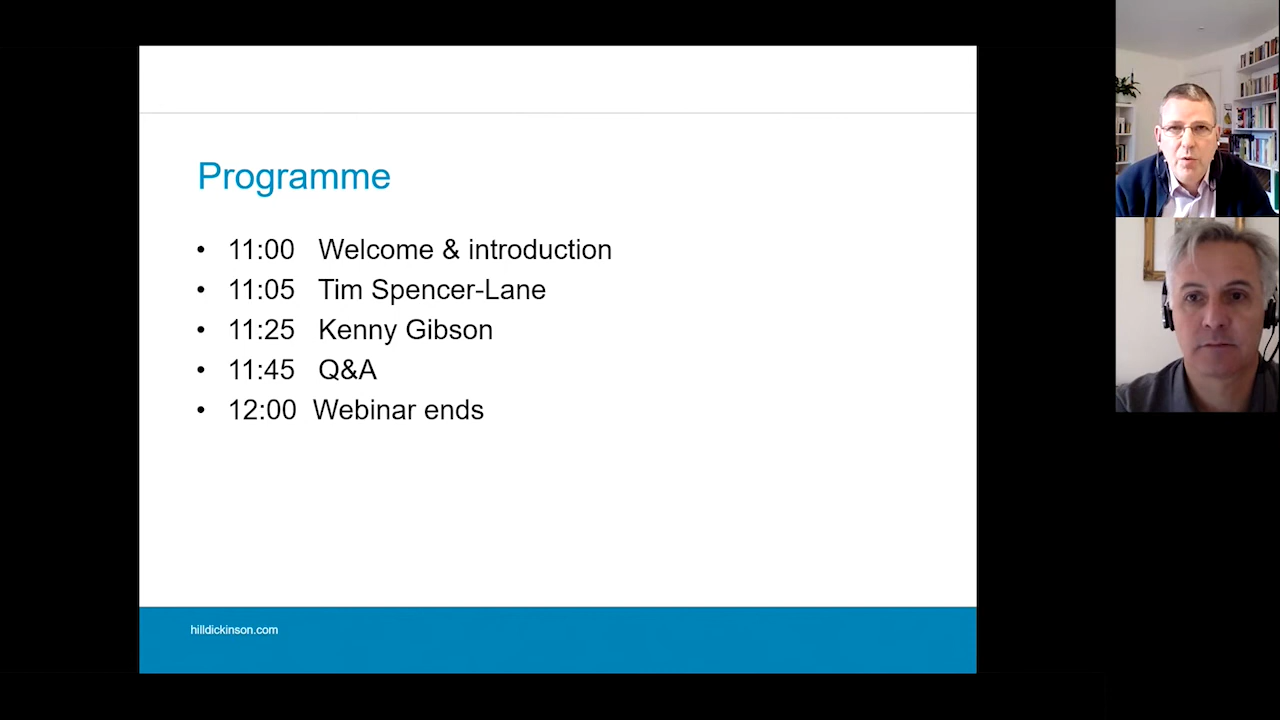 Programme
• 11:00 Welcome & introduction
• 11:05 Tim Spencer-Lane
• 11:25 Kenny Gibson
• 11:45 Q&A
• 12:00 Webinar ends
hilldickinson.com